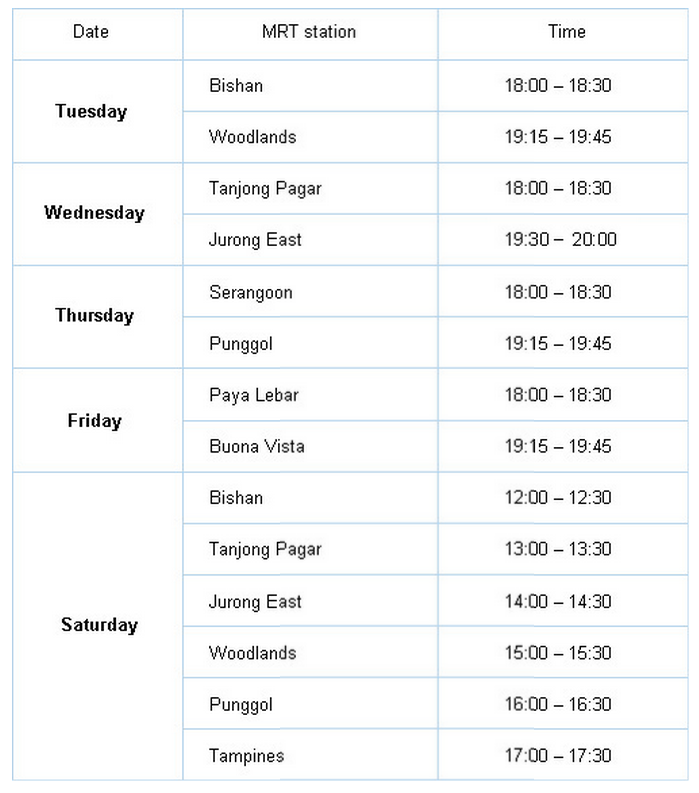 Date MRT station Time
Tuesday
Bishan 18:00 – 18:30
Woodlands 19:15 – 19:45
Wednesday
Tanjong Pagar 18:00 – 18:30
Jurong East 19:30 – 20:00
Thursday
Serangoon 18:00 – 18:30
Punggol 19:15 – 19:45
Friday
Paya Lebar 18:00 – 18:30
Buona Vista 19:15 – 19:45
Saturday
Bishan 12:00 – 12:30
Tanjong Pagar 13:00 – 13:30
Jurong East 14:00 – 14:30
Woodlands 15:00 – 15:30
Punggol 16:00 – 16:30
Tampines 17:00 – 17:30